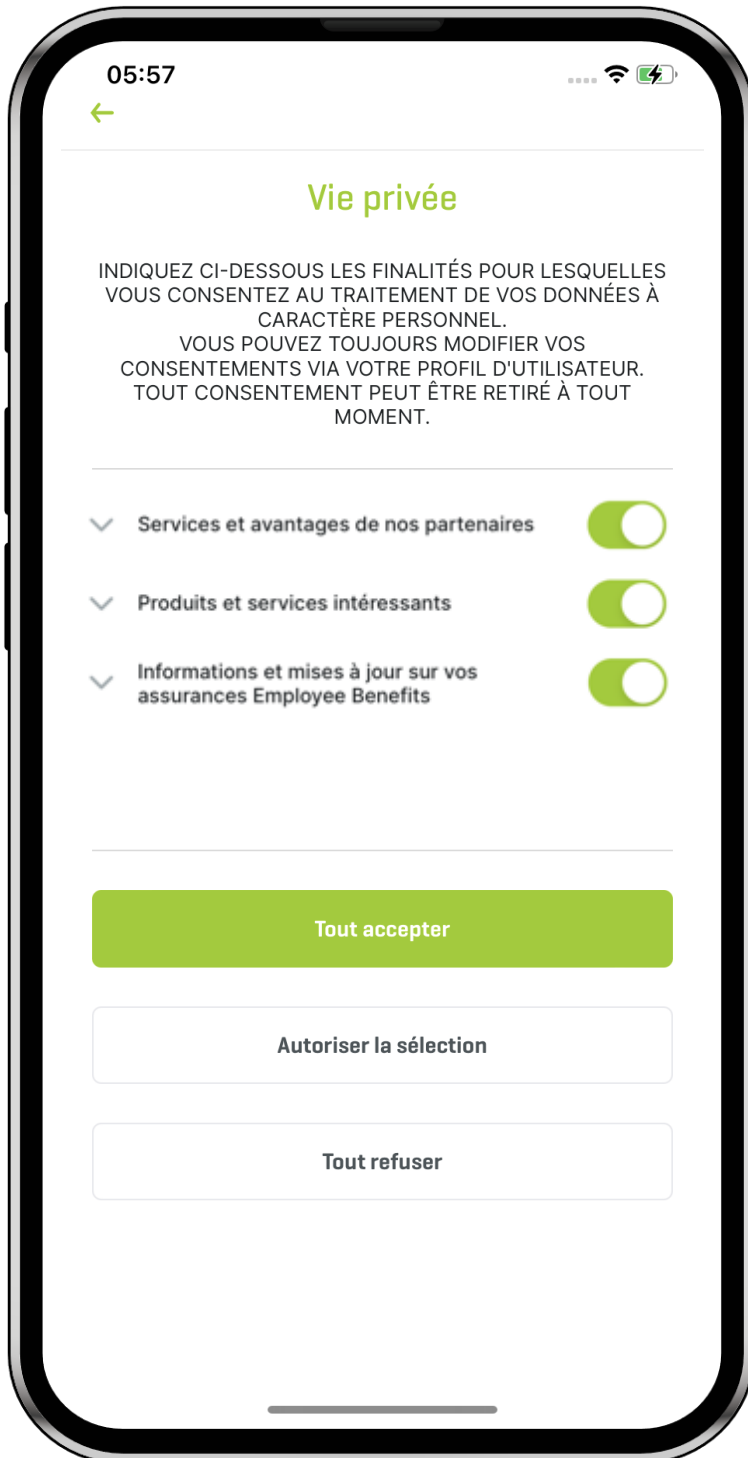 05:57
Vie privée
INDIQUEZ CI-DESSOUS LES FINALITÉS POUR LESQUELLES
VOUS CONSENTEZ AU TRAITEMENT DE VOS DONNÉES À
CARACTÈRE PERSONNEL.
VOUS POUVEZ TOUJOURS MODIFIER VOS
CONSENTEMENTS VIA VOTRE PROFIL D'UTILISATEUR.
TOUT CONSENTEMENT PEUT ÊTRE RETIRÉ À TOUT
MOMENT.
Services et avantages de nos partenaires
Produits et services intéressants
Informations et mises à jour sur vos
assurances Employee Benefits
Tout accepter
Autoriser la sélection
Tout refuser